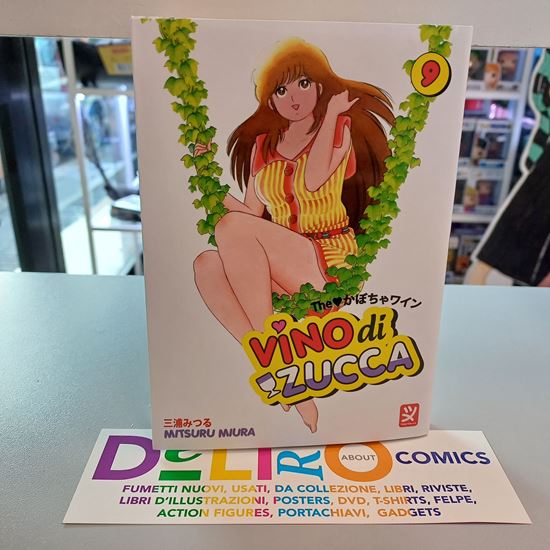 9
The♥かぼちゃワイン
VINO di
ZUCCA
三浦みつる
MITSURU MIURA
DeLIRiO ABOUT COMICS
FUMETTI NUOVI, USATI, DA COLLEZIONE, LIBRI, RIVISTE,
LIBRI D'ILLUSTRAZIONI, POSTERS, DVD, T-SHIRTS, FELPE,
ACTION FIGURES, PORTACHIAVI, GADGETS